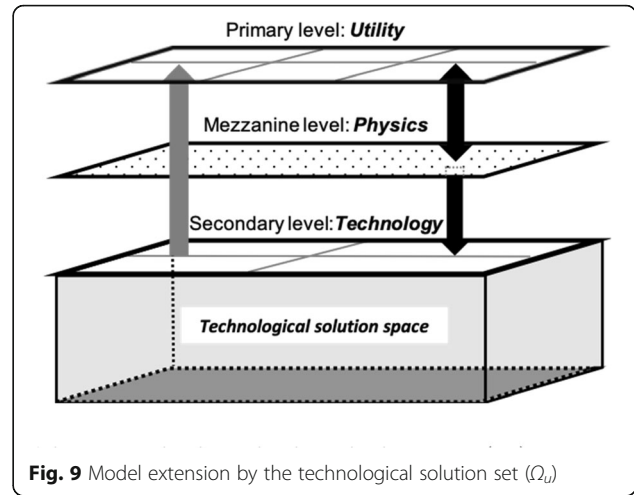 Primary level: Utility
Mezzanine level: Physics
Secondary level: Technology
Technological solution space
Fig. 9 Model extension by the technological solution set (Ωu)